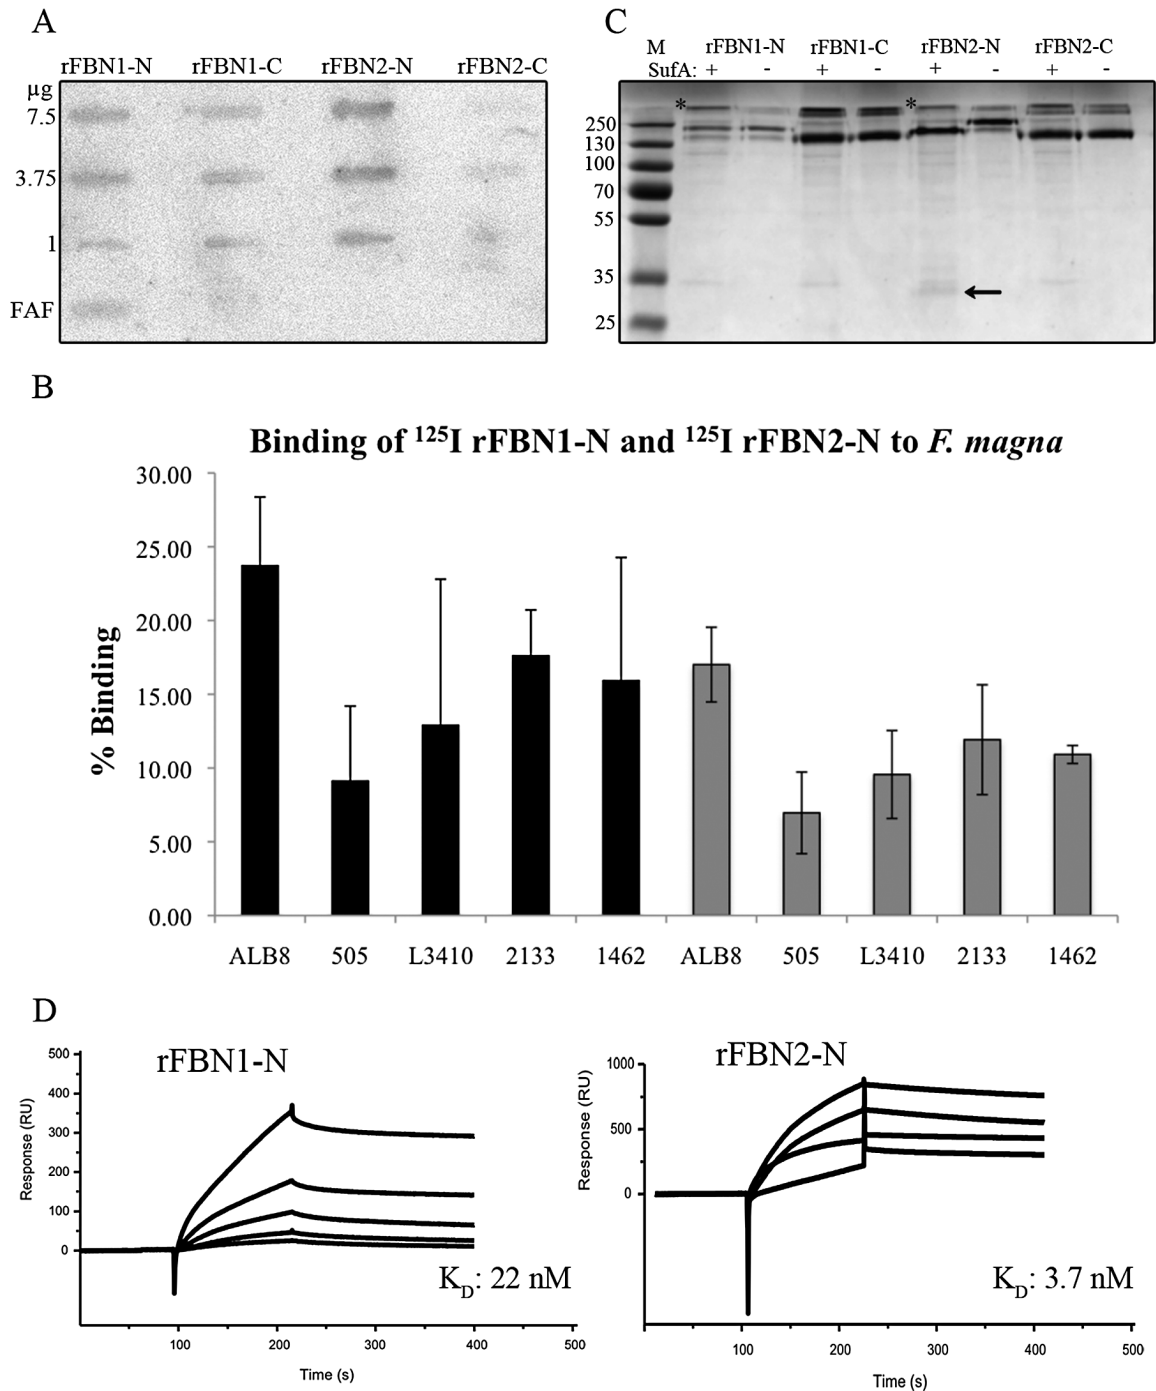 A
rFBN1-N rFBN1-C rFBN2-N rFBN2-C
µg
7.5
3.75
1
FAF
C
M rFBN1-N rFBN1-C rFBN2-N rFBN2-C
SufA: + - + - + - + -
* *
250
130
100
70
55
35
25
B
Binding of 125I rFBN1-N and 125I rFBN2-N to F. magna
% Binding
30.00
25.00
20.00
15.00
10.00
5.00
0.00
ALB8 505 L3410 2133 1462 ALB8 505 L3410 2133 1462
D
rFBN1-N
Response (RU)
500
400
300
200
100
0
KD: 22 nM
100 200 300 400 500
Time (s)
rFBN2-N
Response (RU)
1000
500
0
KD: 3.7 nM
100 200 300 400 500
Time (s)